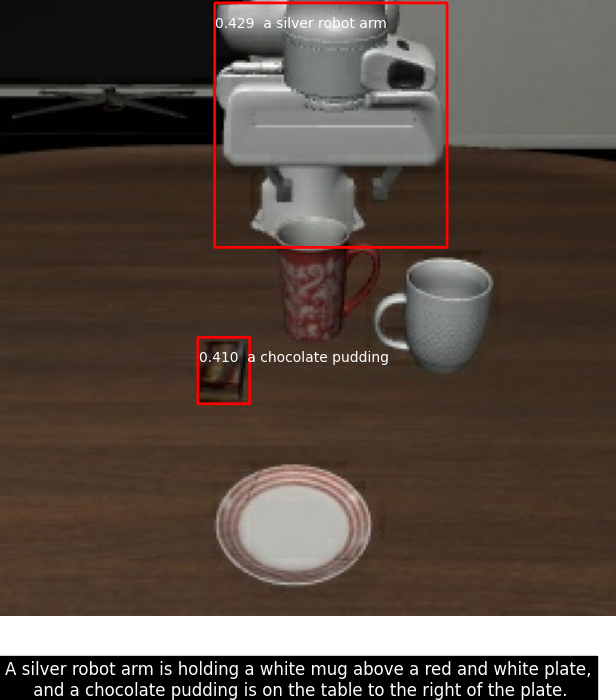 0.429 a silver robot arm
0.410 a chocolate pudding
A silver robot arm is holding a white mug above a red and white plate,
and a chocolate pudding is on the table to the right of the plate.